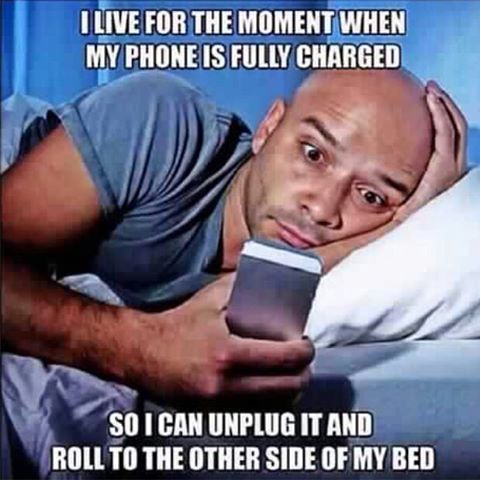 I LIVE FOR THE MOMENT WHEN
MY PHONE IS FULLY CHARGED
SO I CAN UNPLUG IT AND
ROLL TO THE OTHER SIDE OF MY BED